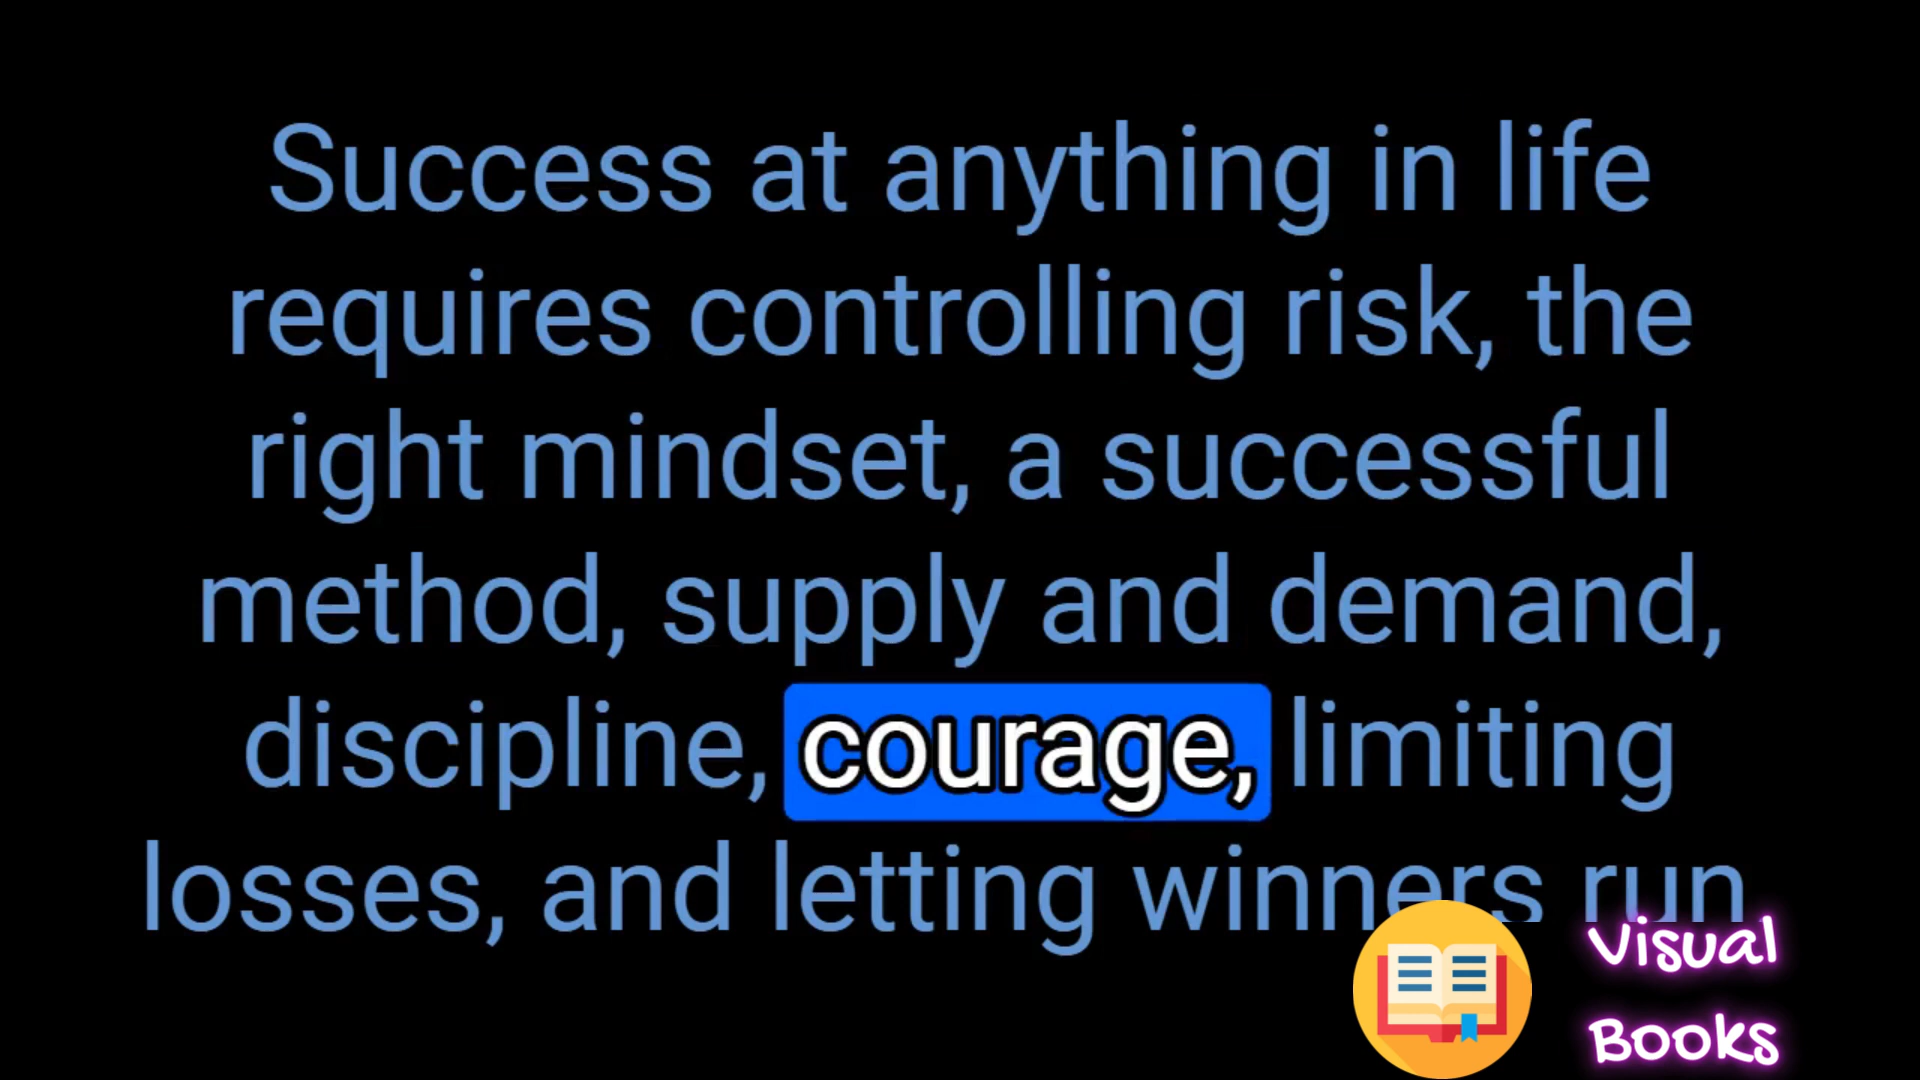 Success at anything in life
requires controlling risk, the
right mindset, a successful
method, supply and demand,
discipline, courage, limiting
losses, and letting winners run
Visual
Books